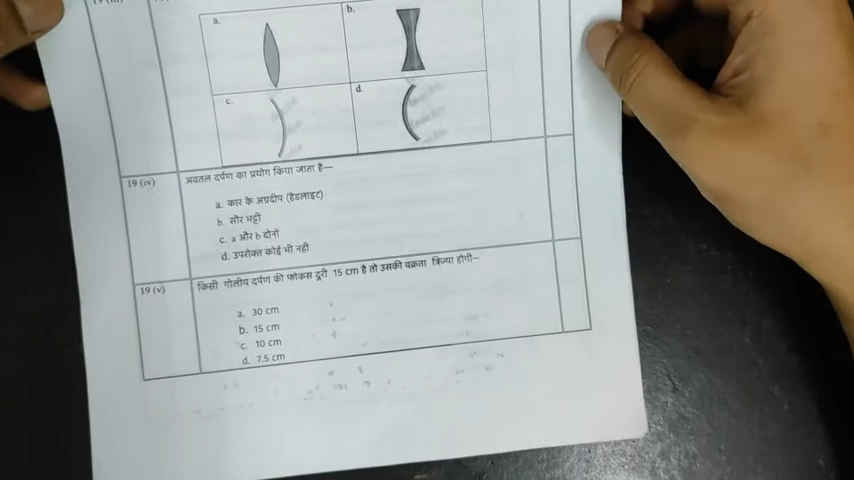 a.
b.
c.
d.
19 (iv)
अवतल दर्पण का प्रयोग किया जाता है—
a. कार के अग्रदीप (हैडलाइट)
b. सौर भट्टी
c. a और b दोनों
d. उपरोक्त कोई भी नही
19 (v)
किसी गोलीय दर्पण की फोकस दूरी 15 cm है तो उसकी वक्रता त्रिज्या होगी—
a. 30 cm
b. 15 cm
c. 10 cm
d. 7.5 cm